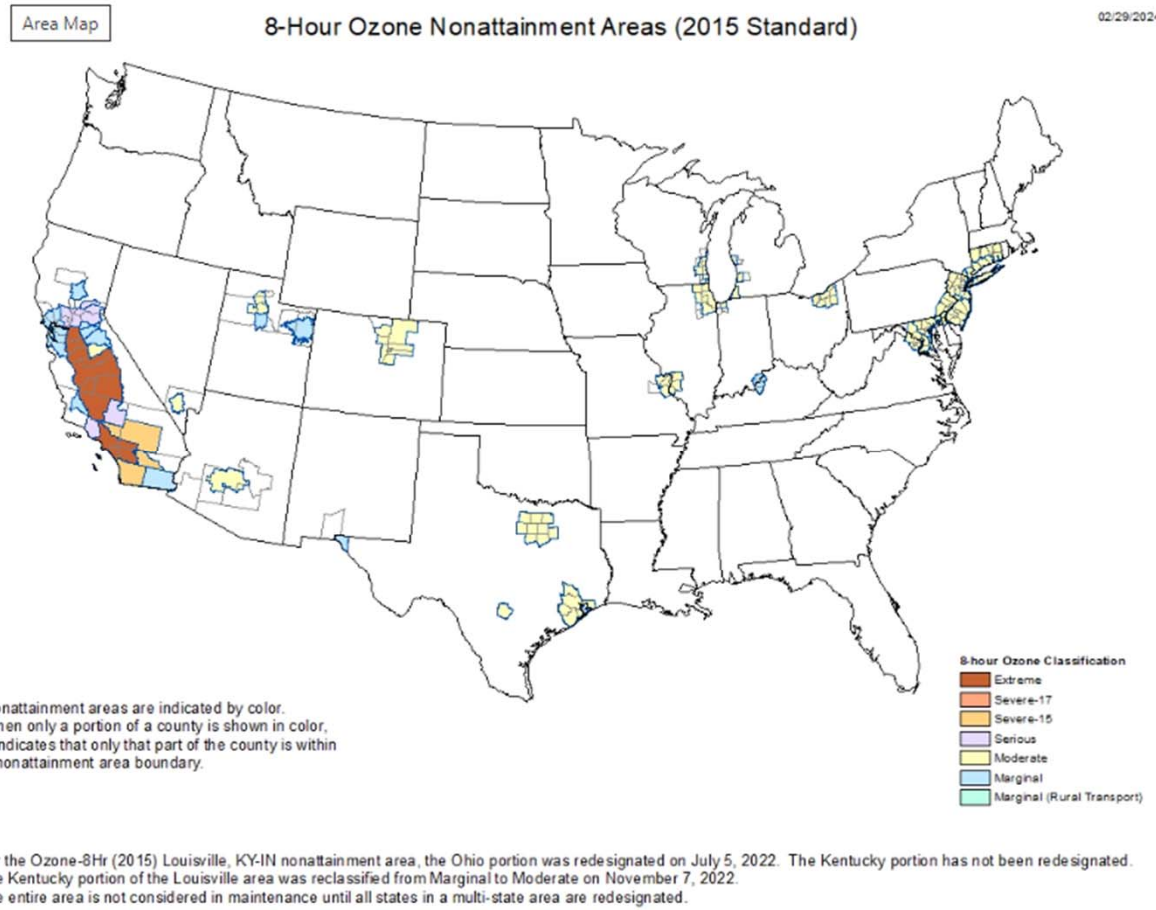 Area Map
8-Hour Ozone Nonattainment Areas (2015 Standard)
02/29/2024
8-hour Ozone Classification
Extreme
Severe-17
Severe-15
Serious
Moderate
Marginal
Marginal (Rural Transport)
onattainment areas are indicated by color.
hen only a portion of a county is shown in color,
ndicates that only that part of the county is within
onattainment area boundary.
r the Ozone-8Hr (2015) Louisville, KY-IN nonattainment area, the Ohio portion was redesignated on July 5, 2022. The Kentucky portion has not been redesignated.
e Kentucky portion of the Louisville area was reclassified from Marginal to Moderate on November 7, 2022.
e entire area is not considered in maintenance until all states in a multi-state area are redesignated.